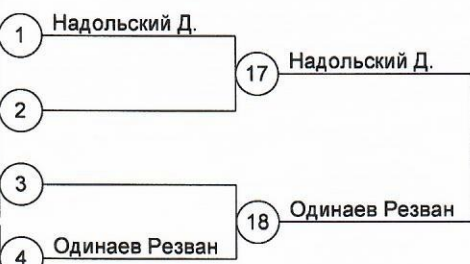 1 Надольский Д.
17 Надольский Д.
2
3
18 Одинаев Резван
4 Одинаев Резван